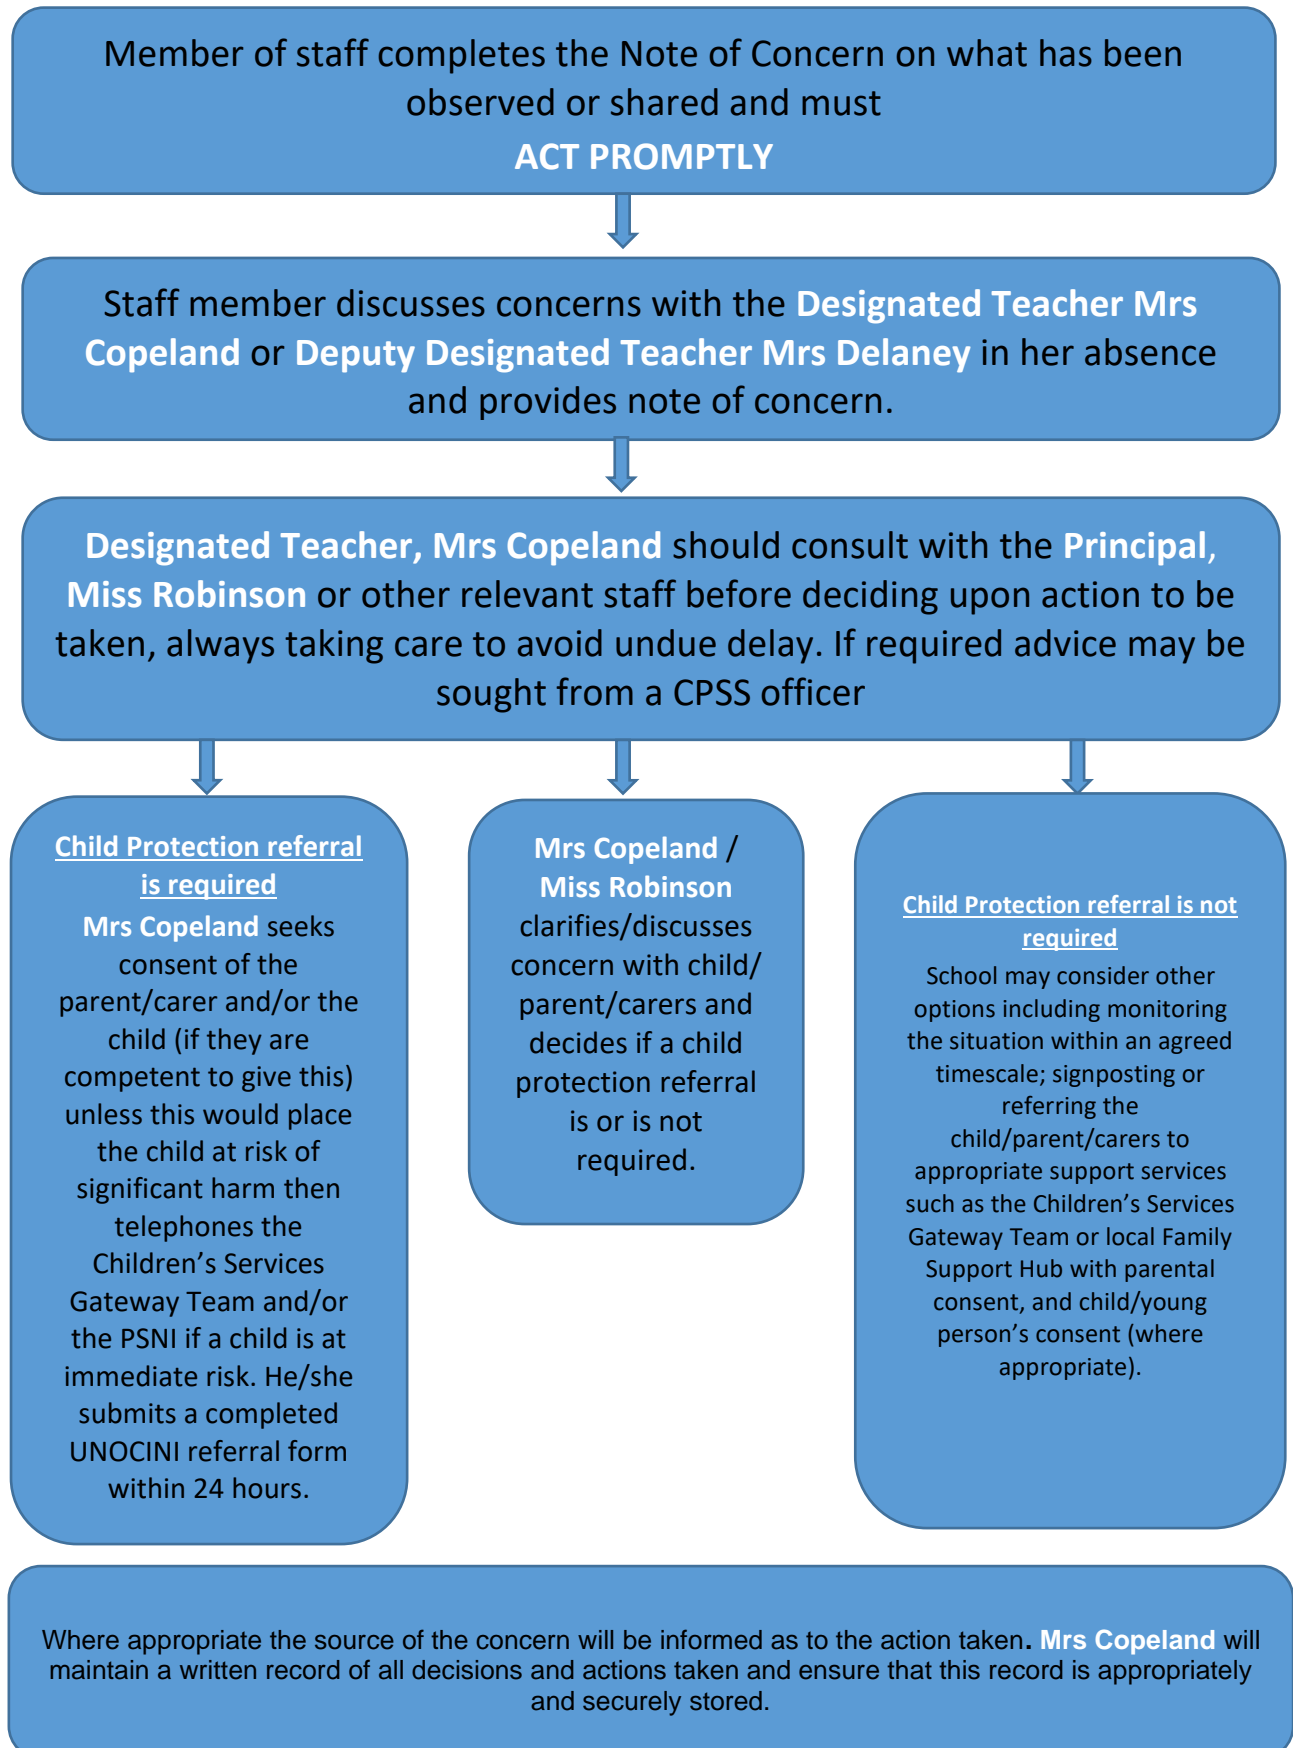 Member of staff completes the Note of Concern on what has been
observed or shared and must
ACT PROMPTLY
Staff member discusses concerns with the Designated Teacher Mrs
Copeland or Deputy Designated Teacher Mrs Delaney in her absence
and provides note of concern.
Designated Teacher, Mrs Copeland should consult with the Principal,
Miss Robinson or other relevant staff before deciding upon action to be
taken, always taking care to avoid undue delay. If required advice may be
sought from a CPSS officer
Child Protection referral
is required
Mrs Copeland seeks
consent of the
parent/carer and/or the
child (if they are
competent to give this)
unless this would place
the child at risk of
significant harm then
telephones the
Children’s Services
Gateway Team and/or
the PSNI if a child is at
immediate risk. He/she
submits a completed
UNOCINI referral form
within 24 hours.
Mrs Copeland /
Miss Robinson
clarifies/discusses
concern with child/
parent/carers and
decides if a child
protection referral
is or is not
required.
Child Protection referral is not
required
School may consider other
options including monitoring
the situation within an agreed
timescale; signposting or
referring the
child/parent/carers to
appropriate support services
such as the Children’s Services
Gateway Team or local Family
Support Hub with parental
consent, and child/young
person’s consent (where
appropriate).
Where appropriate the source of the concern will be informed as to the action taken. Mrs Copeland will
maintain a written record of all decisions and actions taken and ensure that this record is appropriately
and securely stored.